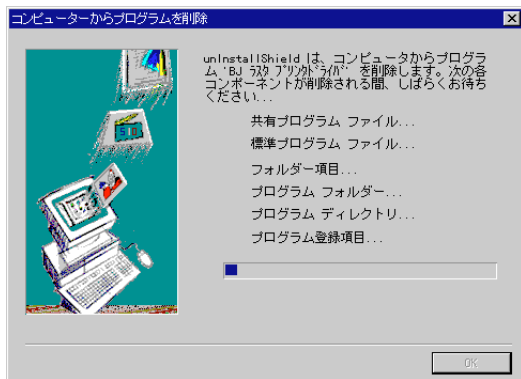 コンピューターからプログラムを削除
unInstallShield は、コンピュータからプログラ
ム 'BJ ﾗｽﾀ ﾌﾟﾘﾝﾀﾄﾞﾗｲﾊﾞ' を削除します。次の各
コンポーネントが削除される間、しばらくお待ち
ください...
共有プログラム ファイル...
標準プログラム ファイル...
フォルダー項目...
プログラム フォルダー...
プログラム ディレクトリ...
プログラム登録項目...
OK